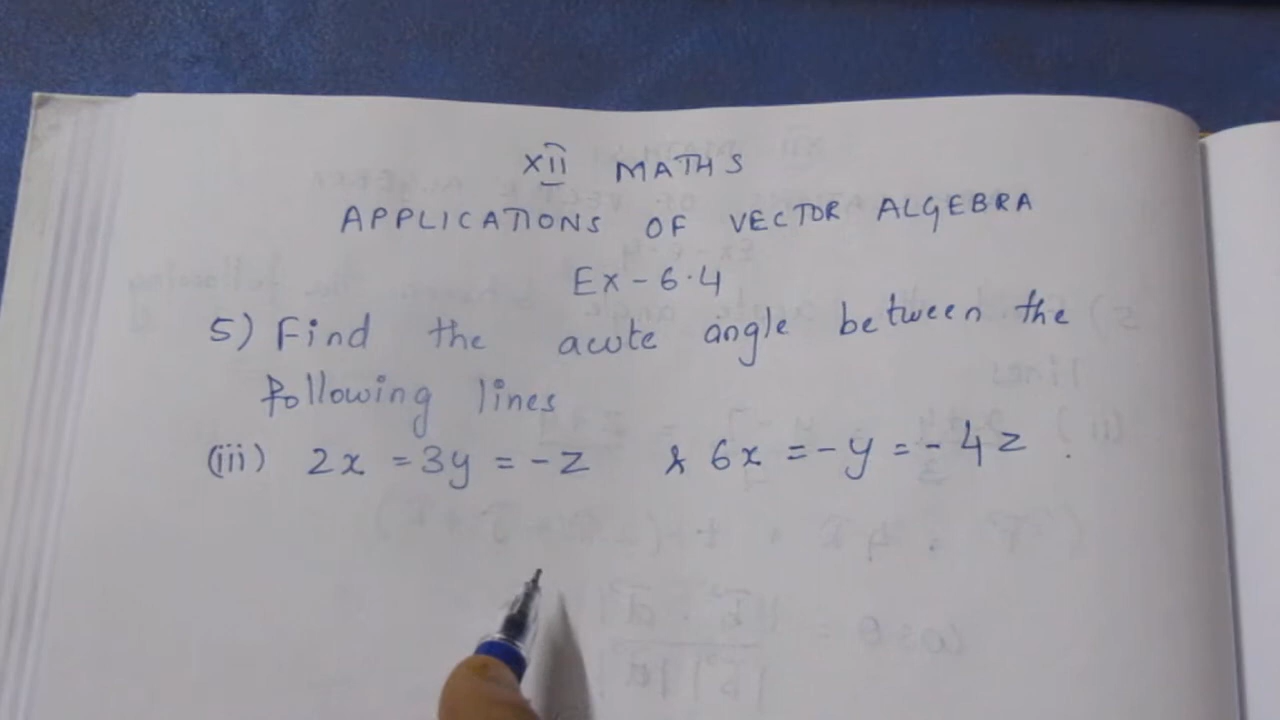 XII MATHS
APPLICATIONS OF VECTOR ALGEBRA
Ex - 6.4
5) Find the acute angle between the
following lines
(iii) 2x = 3y = -z & 6x = -y = -4z .